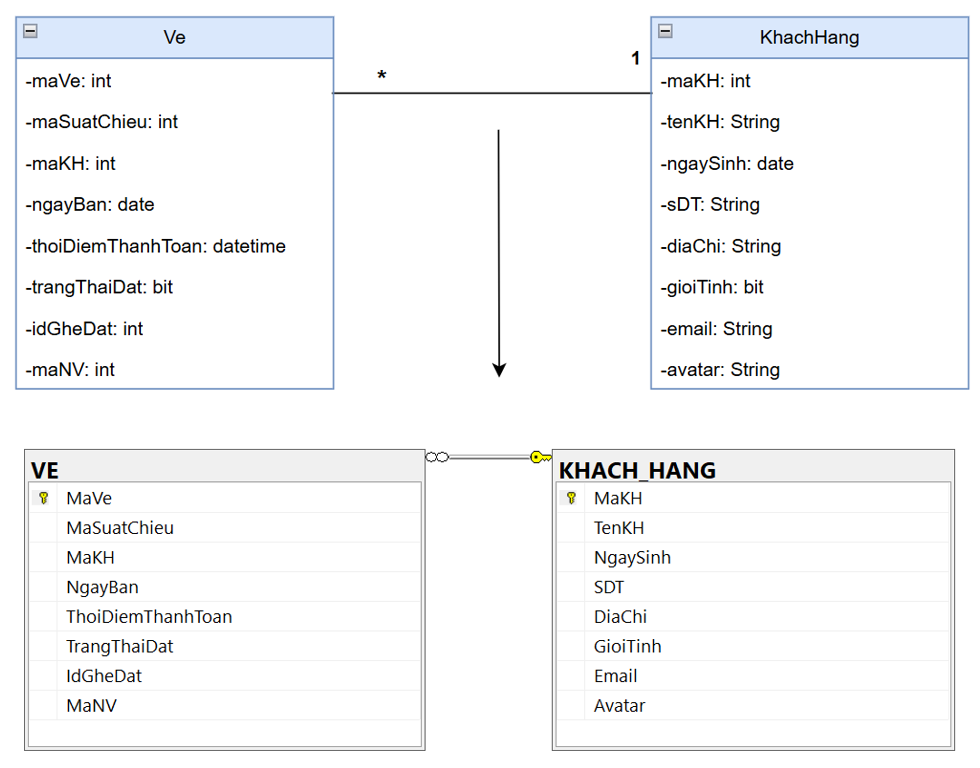 Ve
-maVe: int
-maSuatChieu: int
-maKH: int
-ngayBan: date
-thoiDiemThanhToan: datetime
-trangThaiDat: bit
-idGheDat: int
-maNV: int
*
1
KhachHang
-maKH: int
-tenKH: String
-ngaySinh: date
-sDT: String
-diaChi: String
-gioiTinh: bit
-email: String
-avatar: String
VE
MaVe
MaSuatChieu
MaKH
NgayBan
ThoiDiemThanhToan
TrangThaiDat
IdGheDat
MaNV
KHACH_HANG
MaKH
TenKH
NgaySinh
SDT
DiaChi
GioiTinh
Email
Avatar